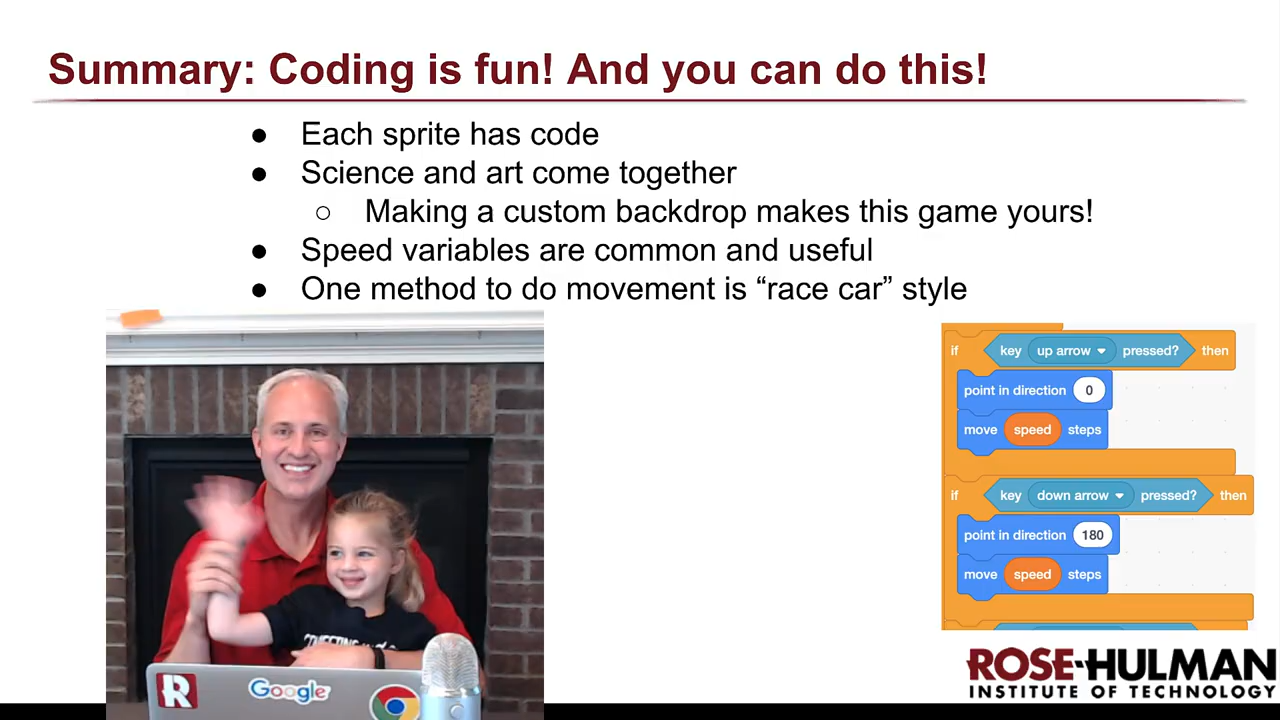 Summary: Coding is fun! And you can do this!
● Each sprite has code
● Science and art come together
○ Making a custom backdrop makes this game yours!
● Speed variables are common and useful
● One method to do movement is “race car” style
if key up arrow pressed? then
point in direction 0
move speed steps
if key down arrow pressed? then
point in direction 180
move speed steps
R
Google
ROSE-HULMAN
INSTITUTE OF TECHNOLOGY